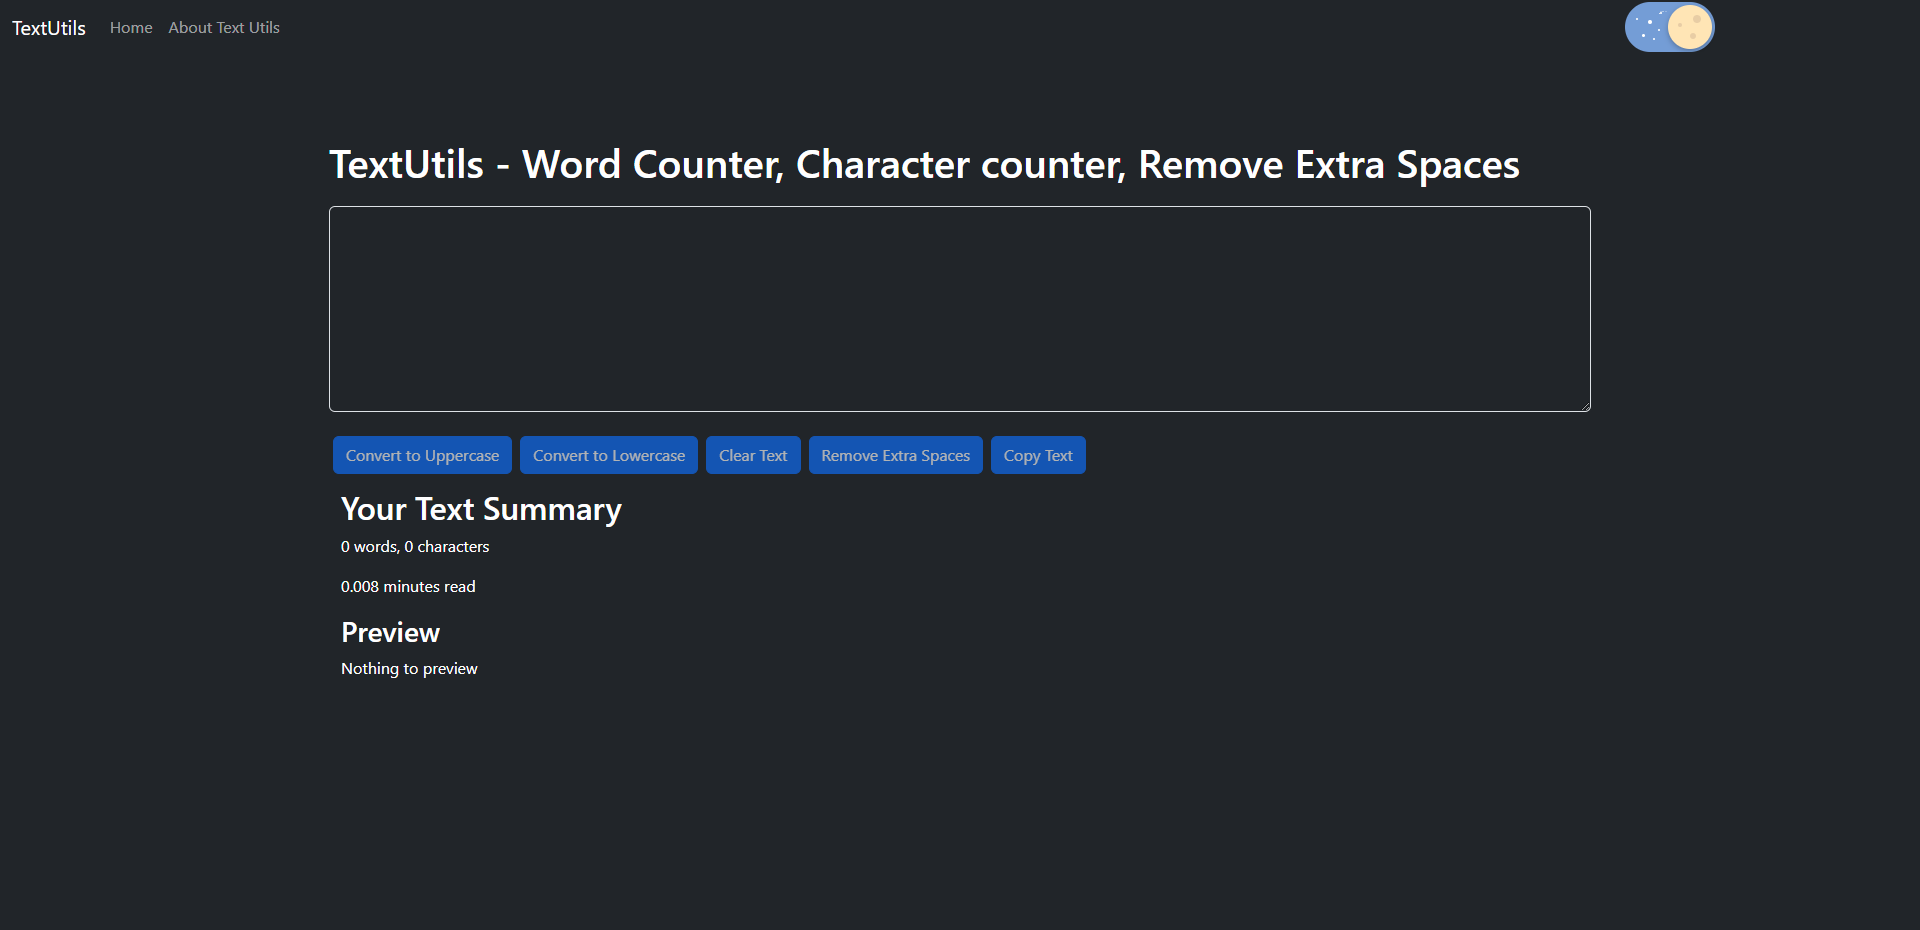 TextUtils Home About Text Utils
TextUtils - Word Counter, Character counter, Remove Extra Spaces
Convert to Uppercase Convert to Lowercase Clear Text Remove Extra Spaces Copy Text
Your Text Summary
0 words, 0 characters
0.008 minutes read
Preview
Nothing to preview